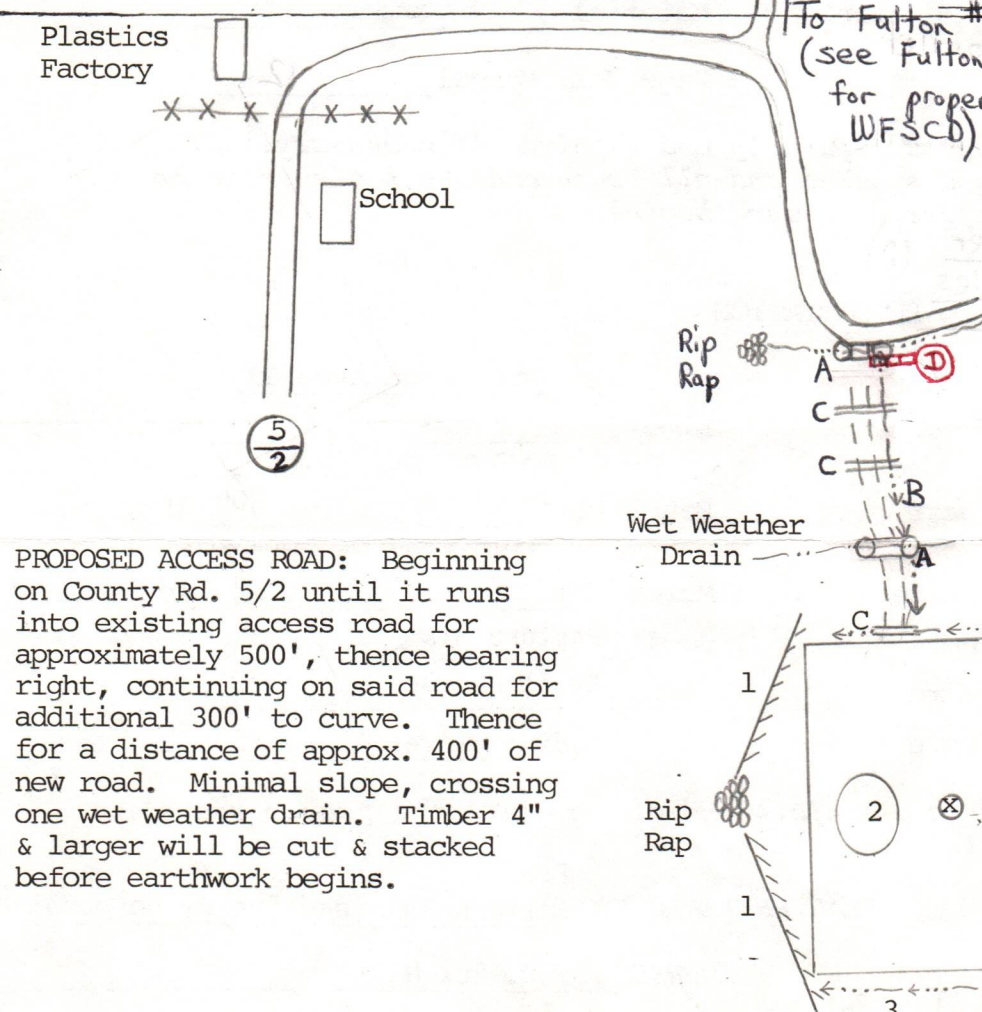 Plastics
Factory
To Fulton #
(see Fulton
for proper
WFSCD)
X X X X X X
School
Rip
Rap
A
D
C
5
2
C
B
Wet Weather
Drain
A
PROPOSED ACCESS ROAD: Beginning
on County Rd. 5/2 until it runs
into existing access road for
approximately 500', thence bearing
right, continuing on said road for
additional 300' to curve. Thence
for a distance of approx. 400' of
new road. Minimal slope, crossing
one wet weather drain. Timber 4"
& larger will be cut & stacked
before earthwork begins.
C
1
Rip
Rap
2
X
1
3